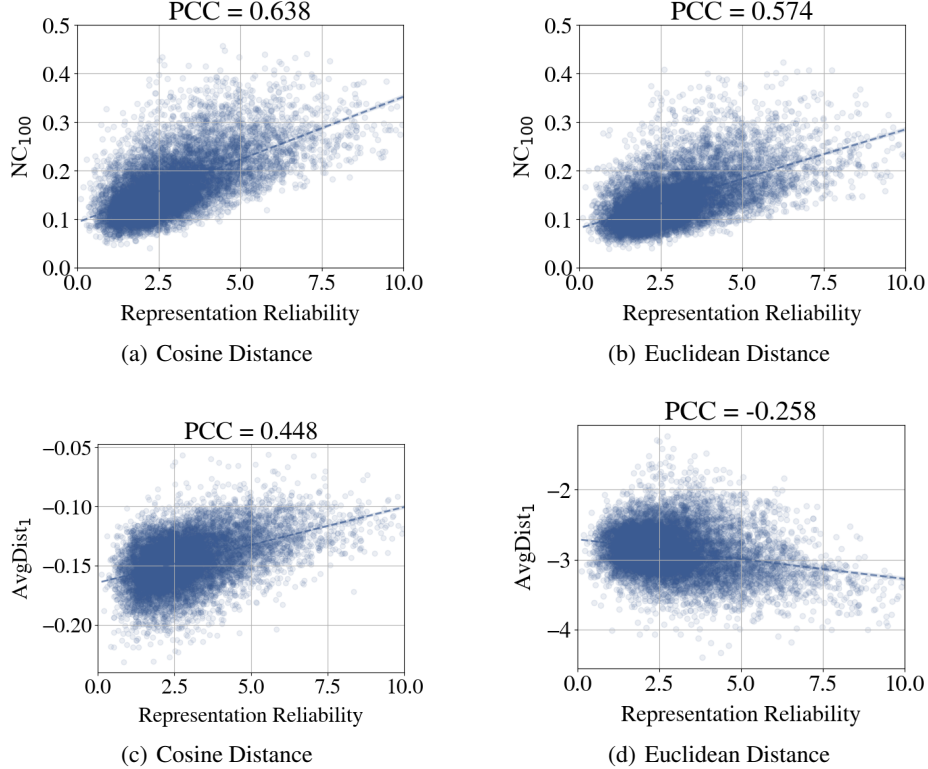 PCC = 0.638
0.5
0.4
0.3
0.2
0.1
0.0
NC100
0.0 2.5 5.0 7.5 10.0
Representation Reliability
(a) Cosine Distance
PCC = 0.574
0.5
0.4
0.3
0.2
0.1
0.0
NC100
0.0 2.5 5.0 7.5 10.0
Representation Reliability
(b) Euclidean Distance
PCC = 0.448
−0.05
−0.10
−0.15
−0.20
AvgDist1
0.0 2.5 5.0 7.5 10.0
Representation Reliability
(c) Cosine Distance
PCC = -0.258
−2
−3
−4
AvgDist1
0.0 2.5 5.0 7.5 10.0
Representation Reliability
(d) Euclidean Distance